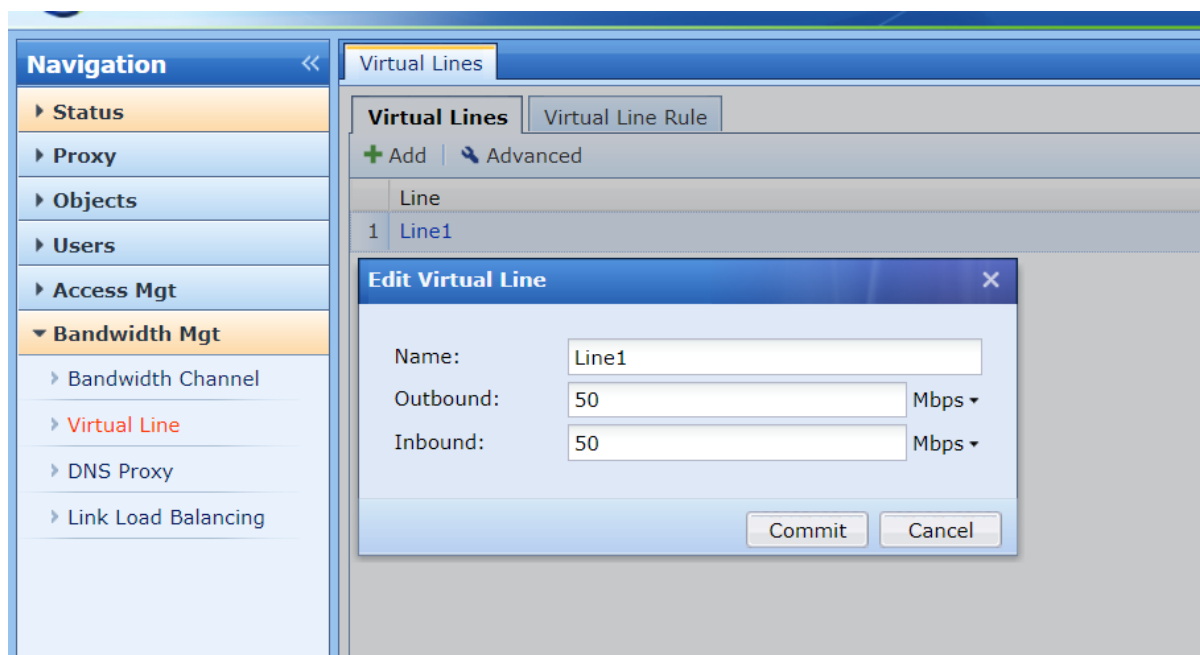 Navigation
Status
Proxy
Objects
Users
Access Mgt
Bandwidth Mgt
Bandwidth Channel
Virtual Line
DNS Proxy
Link Load Balancing
Virtual Lines
Virtual Lines Virtual Line Rule
Add Advanced
Line
1 Line1
Edit Virtual Line
Name: Line1
Outbound: 50 Mbps
Inbound: 50 Mbps
Commit Cancel